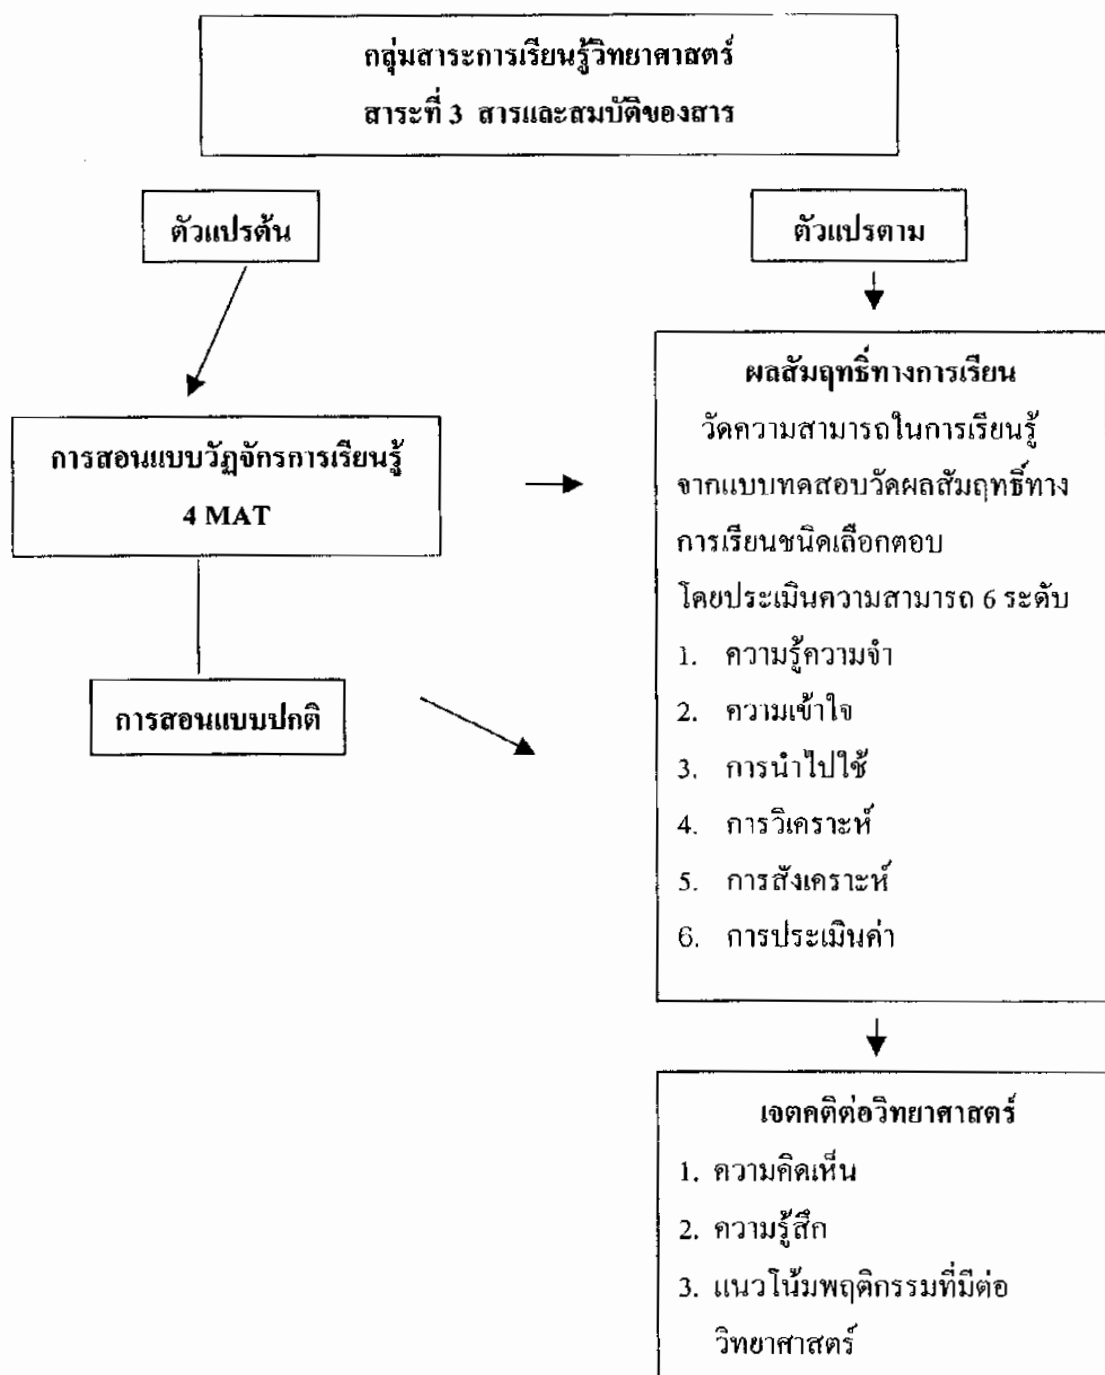 กลุ่มสาระการเรียนรู้วิทยาศาสตร์
สาระที่ 3 สารและสมบัติของสาร
ตัวแปรต้น
ตัวแปรตาม
การสอนแบบวัฏจักรการเรียนรู้
4 MAT
การสอนแบบปกติ
ผลสัมฤทธิ์ทางการเรียน
วัดความสามารถในการเรียนรู้
จากแบบทดสอบวัดผลสัมฤทธิ์ทาง
การเรียนชนิดเลือกตอบ
โดยประเมินความสามารถ 6 ระดับ
1. ความรู้ความจำ
2. ความเข้าใจ
3. การนำไปใช้
4. การวิเคราะห์
5. การสังเคราะห์
6. การประเมินค่า
เจตคติต่อวิทยาศาสตร์
1. ความคิดเห็น
2. ความรู้สึก
3. แนวโน้มพฤติกรรมที่มีต่อ
วิทยาศาสตร์